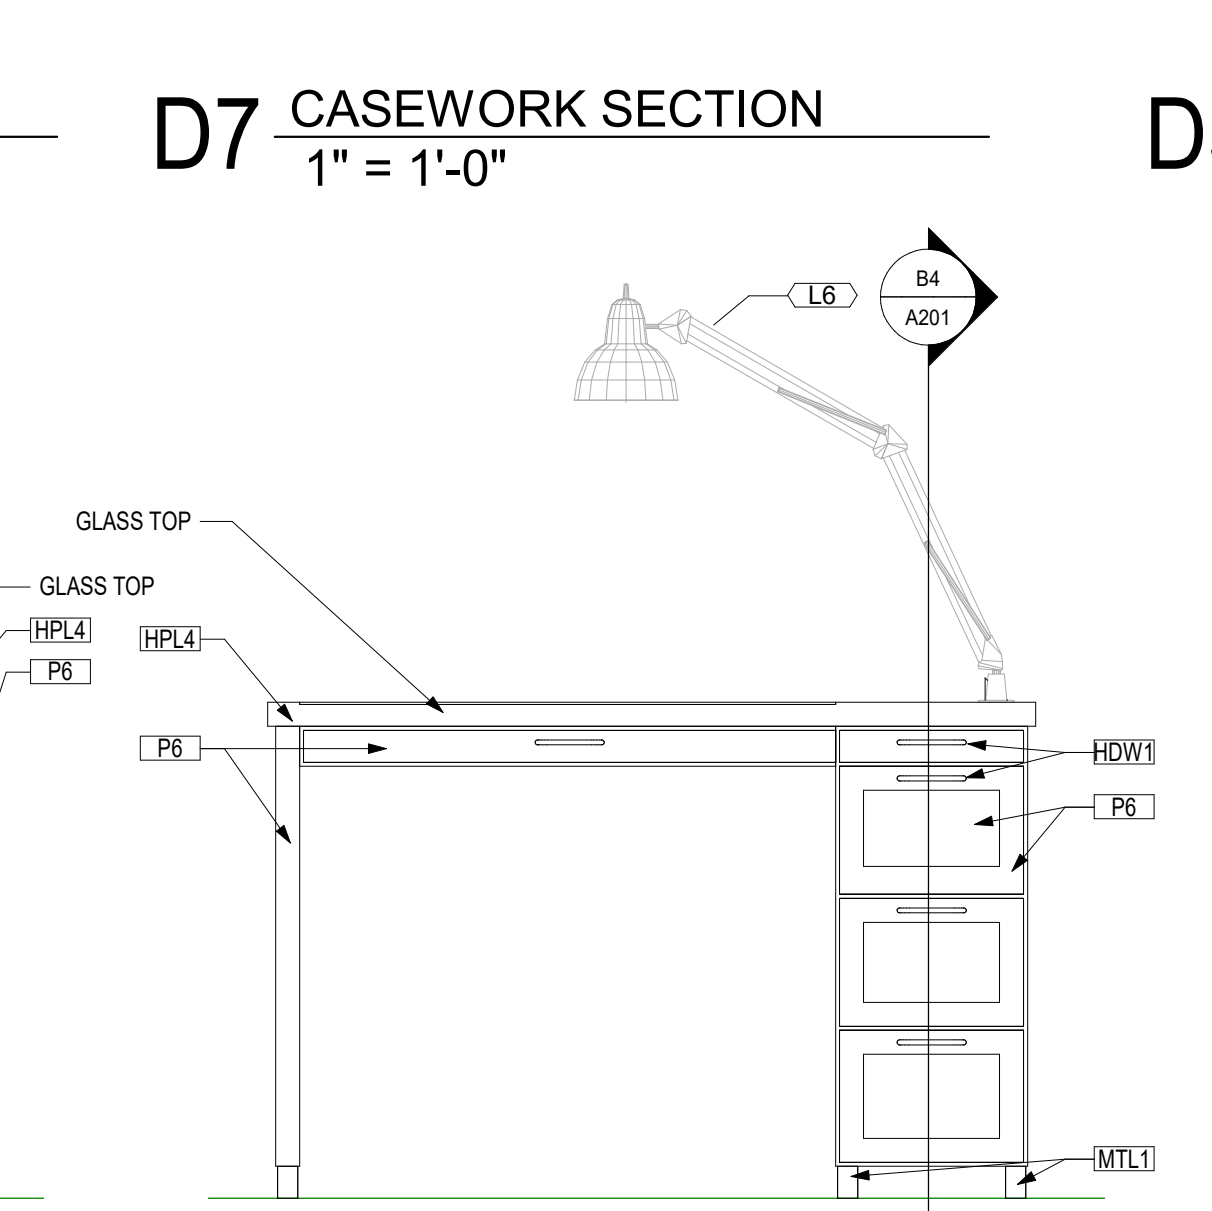 D7 CASEWORK SECTION
1" = 1'-0"
D
L6
B4
A201
GLASS TOP
GLASS TOP
HPL4
HPL4
P6
P6
HDW1
P6
MTL1